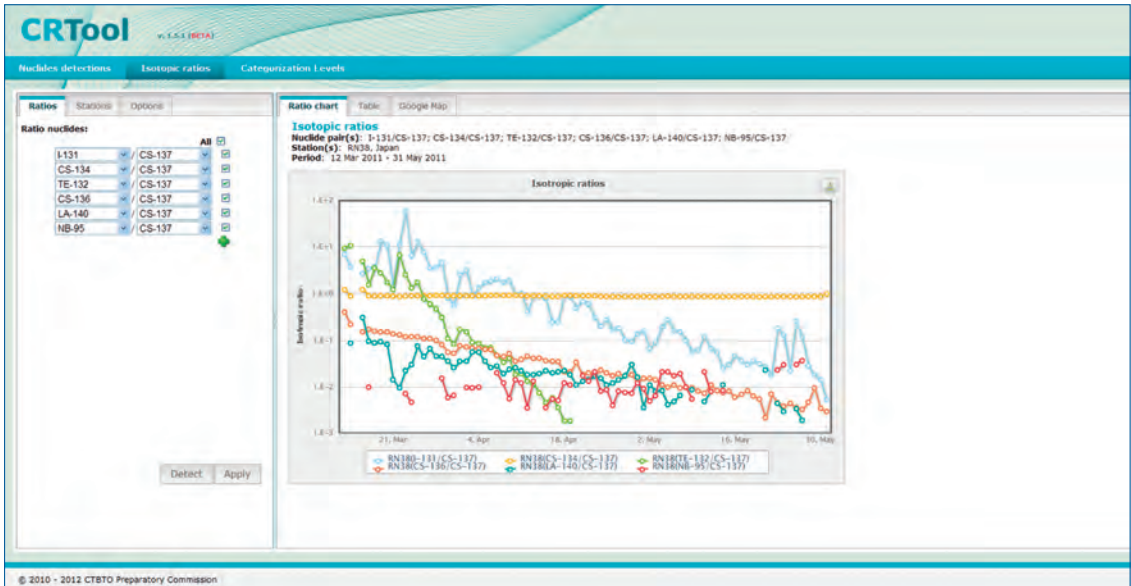 CRTool v. 1.5.1 (BETA)
Nuclides detections Isotopic ratios Categorization Levels
Ratios Stations Options
Ratio nuclides:
All
I-131 / CS-137
CS-134 / CS-137
TE-132 / CS-137
CS-136 / CS-137
LA-140 / CS-137
NB-95 / CS-137
Detect Apply
Ratio chart Table Google Map
Isotopic ratios
Nuclide pair(s): I-131/CS-137; CS-134/CS-137; TE-132/CS-137; CS-136/CS-137; LA-140/CS-137; NB-95/CS-137
Station(s): RN38, Japan
Period: 12 Mar 2011 - 31 May 2011
Isotropic ratios
1.E+2
1.E+1
1.E+0
1.E-1
1.E-2
1.E-3
Isotropic ratio
21. Mar 4. Apr 18. Apr 2. May 16. May 30. May
RN38(I-131/CS-137) RN38(CS-134/CS-137) RN38(TE-132/CS-137)
RN38(CS-136/CS-137) RN38(LA-140/CS-137) RN38(NB-95/CS-137)
© 2010 - 2012 CTBTO Preparatory Commission